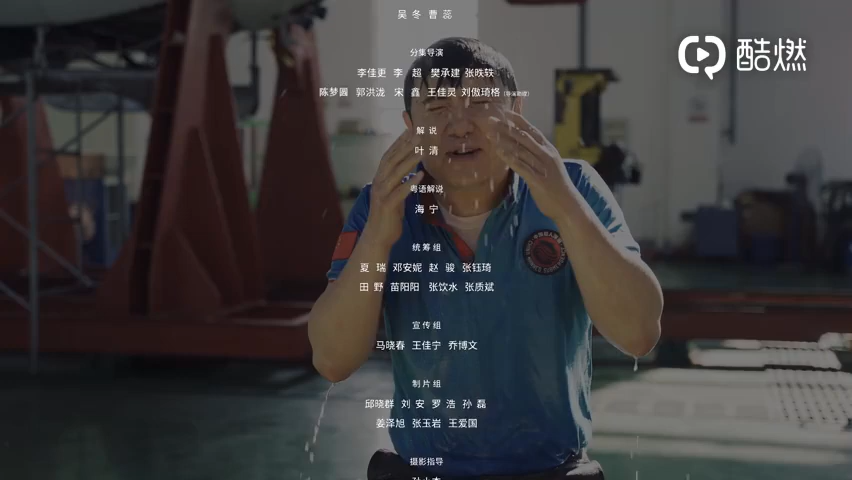 吴冬 曹蕊
酷燃
分集导演
李佳更 李 超 樊承建 张昳轶
陈梦圆 郭洪泷 宋 鑫 王佳灵 刘傲琦格 (导演助理)
解 说
叶 清
粤语解说
海 宁
统筹组
夏 瑞 邓安妮 赵 骏 张钰琦
田 野 苗阳阳 张饮水 张质斌
宣传组
马晓春 王佳宁 乔博文
制片组
邱晓群 刘 安 罗 浩 孙 磊
姜泽旭 张玉岩 王爱国
摄影指导